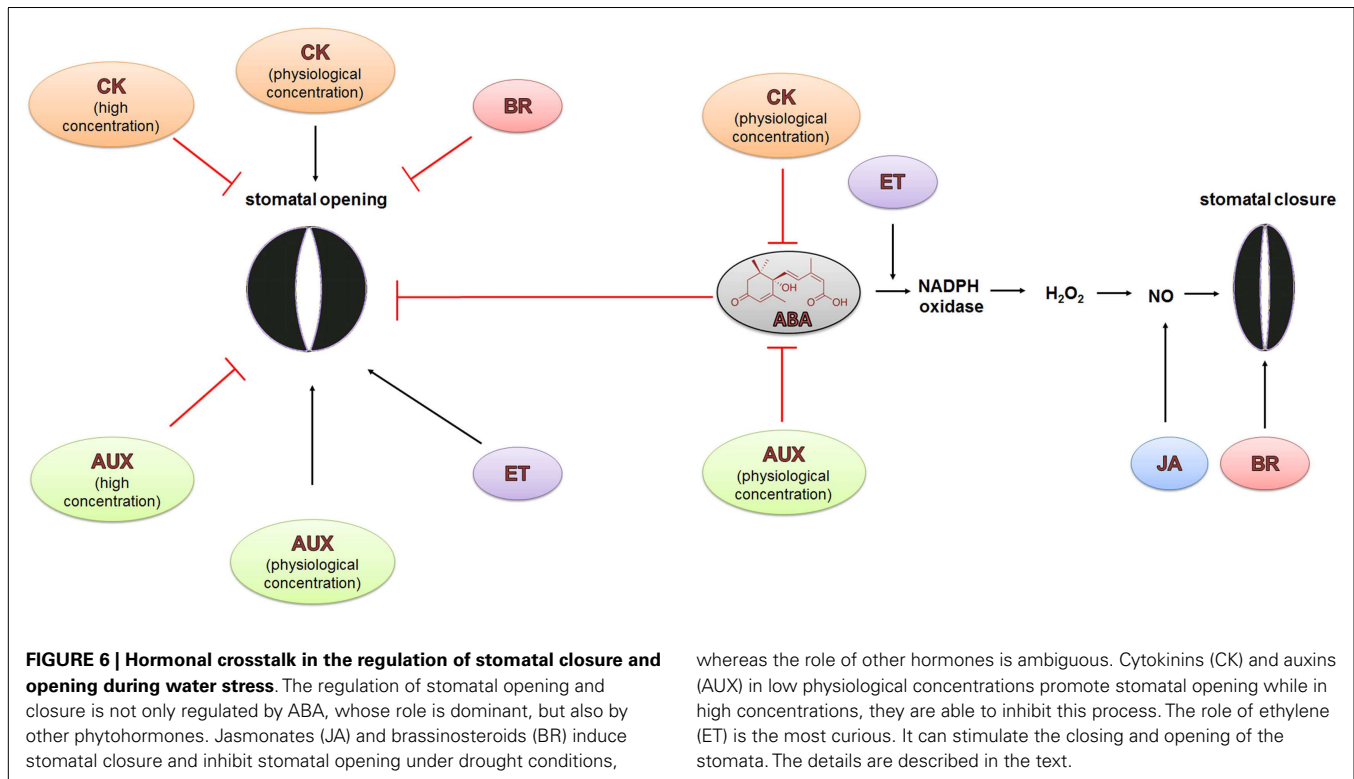 CK
(high
concentration)
CK
(physiological
concentration)
BR
stomatal opening
AUX
(high
concentration)
AUX
(physiological
concentration)
ET
CK
(physiological
concentration)
ET
O
OH
O
OH
ABA
AUX
(physiological
concentration)
NADPH
oxidase
H₂O₂
NO
stomatal closure
JA
BR
FIGURE 6 | Hormonal crosstalk in the regulation of stomatal closure and
opening during water stress. The regulation of stomatal opening and
closure is not only regulated by ABA, whose role is dominant, but also by
other phytohormones. Jasmonates (JA) and brassinosteroids (BR) induce
stomatal closure and inhibit stomatal opening under drought conditions,
whereas the role of other hormones is ambiguous. Cytokinins (CK) and auxins
(AUX) in low physiological concentrations promote stomatal opening while in
high concentrations, they are able to inhibit this process. The role of ethylene
(ET) is the most curious. It can stimulate the closing and opening of the
stomata. The details are described in the text.